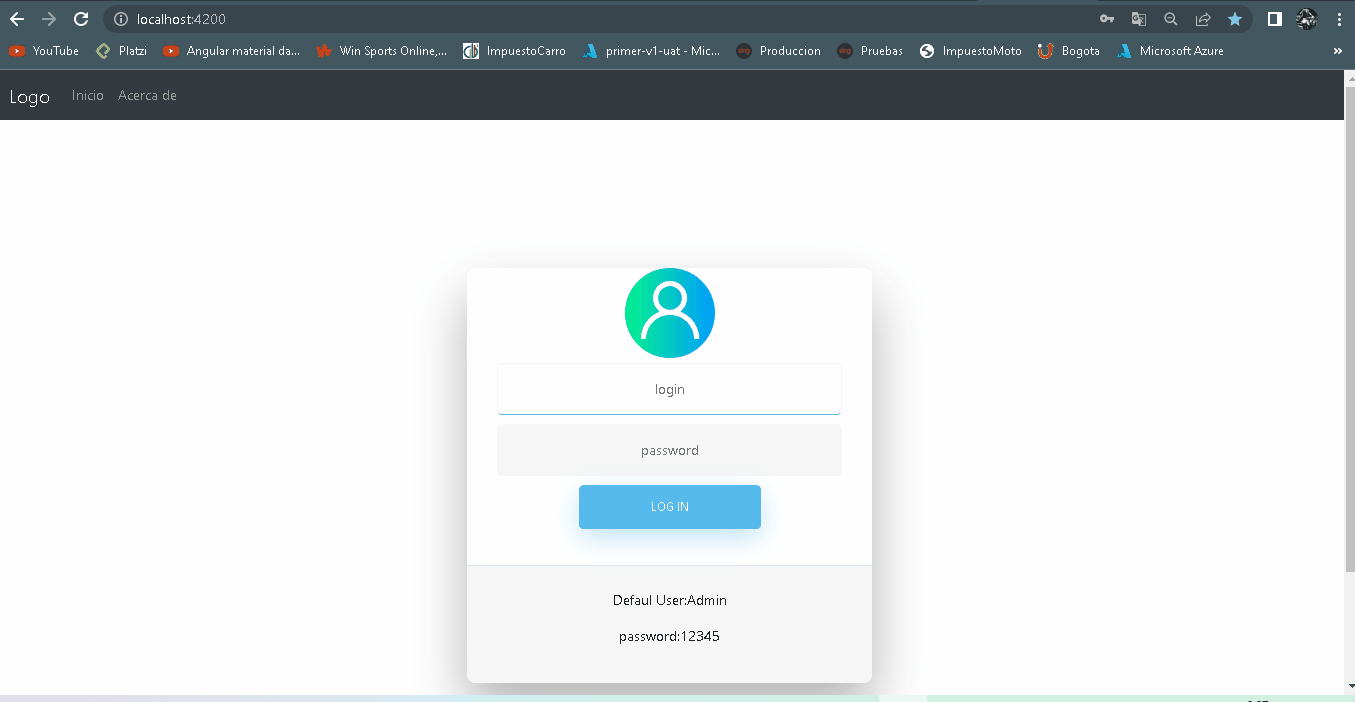 localhost:4200
YouTube Platzi Angular material da... Win Sports Online,... ImpuestoCarro primer-v1-uat - Mic... Produccion Pruebas ImpuestoMoto Bogota Microsoft Azure »
Logo Inicio Acerca de
login
password
LOG IN
Defaul User:Admin
password:12345